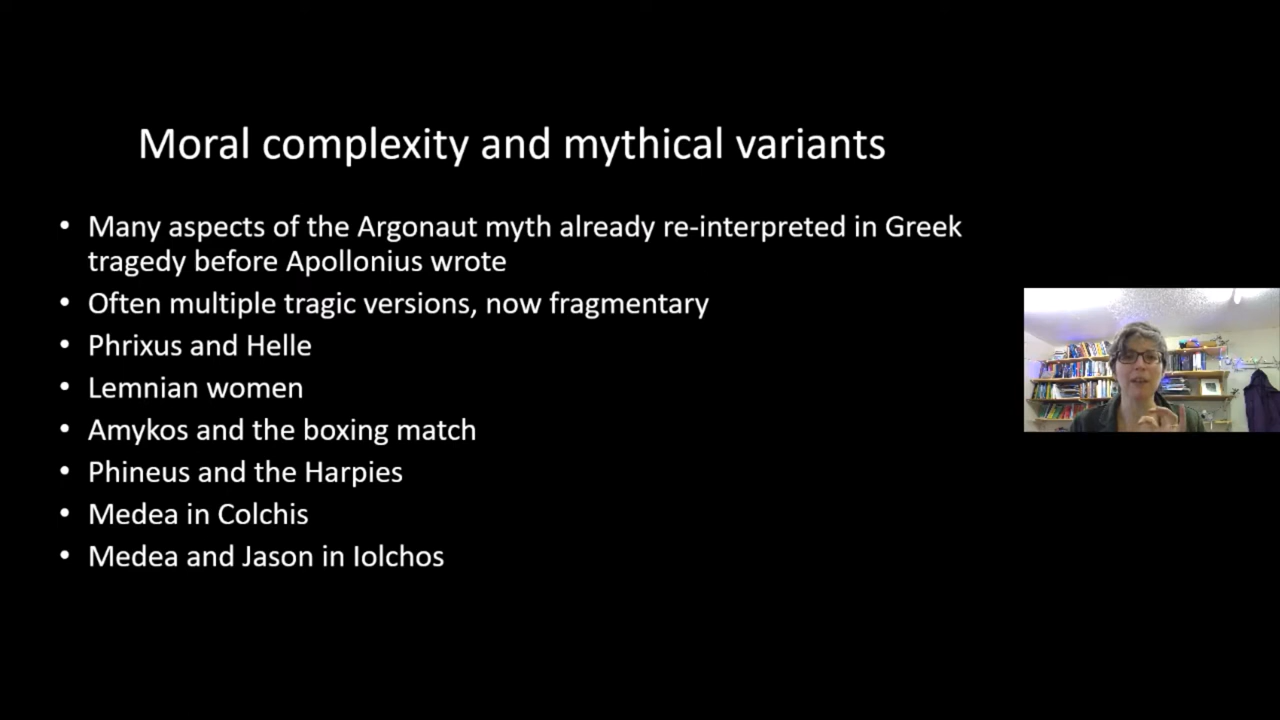 Moral complexity and mythical variants
• Many aspects of the Argonaut myth already re-interpreted in Greek
tragedy before Apollonius wrote
• Often multiple tragic versions, now fragmentary
• Phrixus and Helle
• Lemnian women
• Amykos and the boxing match
• Phineus and the Harpies
• Medea in Colchis
• Medea and Jason in Iolchos